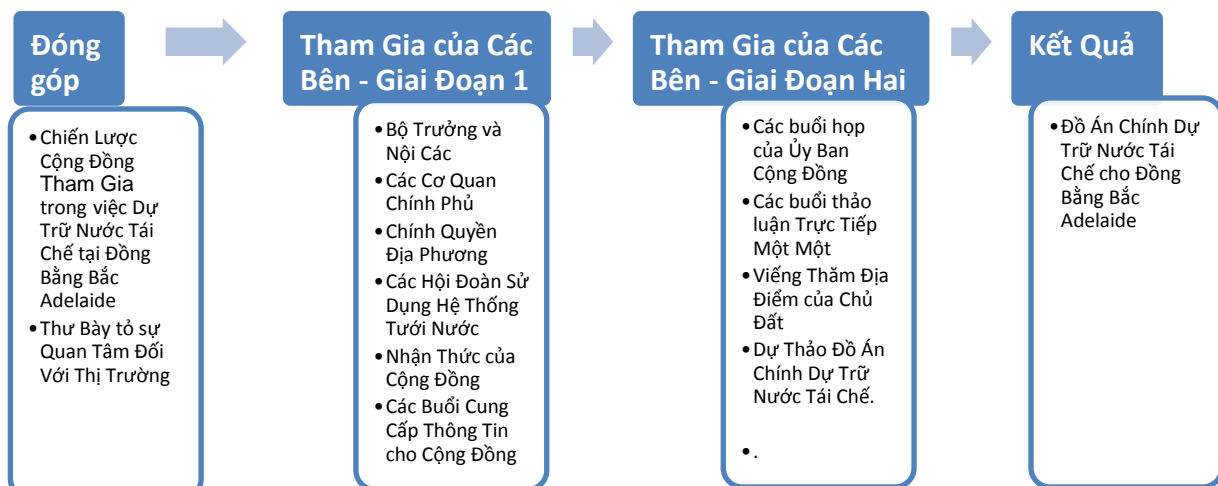 Đóng
góp
•Chiến Lược
Cộng Đồng
Tham Gia
trong việc Dự
Trữ Nước Tái
Chế tại Đồng
Bằng Bắc
Adelaide
•Thư Bày tỏ sự
Quan Tâm Đối
Với Thị Trường
Tham Gia của Các
Bên - Giai Đoạn 1
•Bộ Trưởng và
Nội Các
•Các Cơ Quan
Chính Phủ
•Chính Quyền
Địa Phương
•Các Hội Đoàn Sử
Dụng Hệ Thống
Tưới Nước
•Nhận Thức của
Cộng Đồng
•Các Buổi Cung
Cấp Thông Tin
cho Cộng Đồng
Tham Gia của Các
Bên - Giai Đoạn Hai
•Các buổi họp
của Ủy Ban
Cộng Đồng
•Các buổi thảo
luận Trực Tiếp
Một Một
•Viếng Thăm Địa
Điểm của Chủ
Đất
•Dự Thảo Đồ Án
Chính Dự Trữ
Nước Tái Chế.
•.
Kết Quả
•Đồ Án Chính Dự
Trữ Nước Tái
Chế cho Đồng
Bằng Bắc
Adelaide